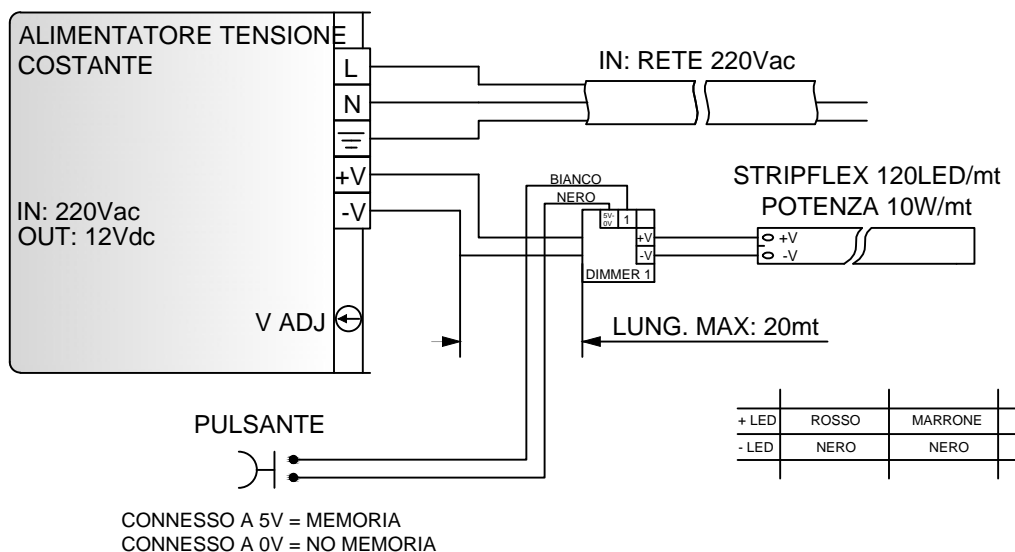 ALIMENTATORE TENSIONE
COSTANTE
L
N
+V
-V
IN: 220Vac
OUT: 12Vdc
V ADJ
IN: RETE 220Vac
BIANCO
NERO
5V-
0V
1
+V
-V
DIMMER 1
STRIPFLEX 120LED/mt
POTENZA 10W/mt
+V
-V
LUNG. MAX: 20mt
PULSANTE
+ LED ROSSO MARRONE
- LED NERO NERO
CONNESSO A 5V = MEMORIA
CONNESSO A 0V = NO MEMORIA